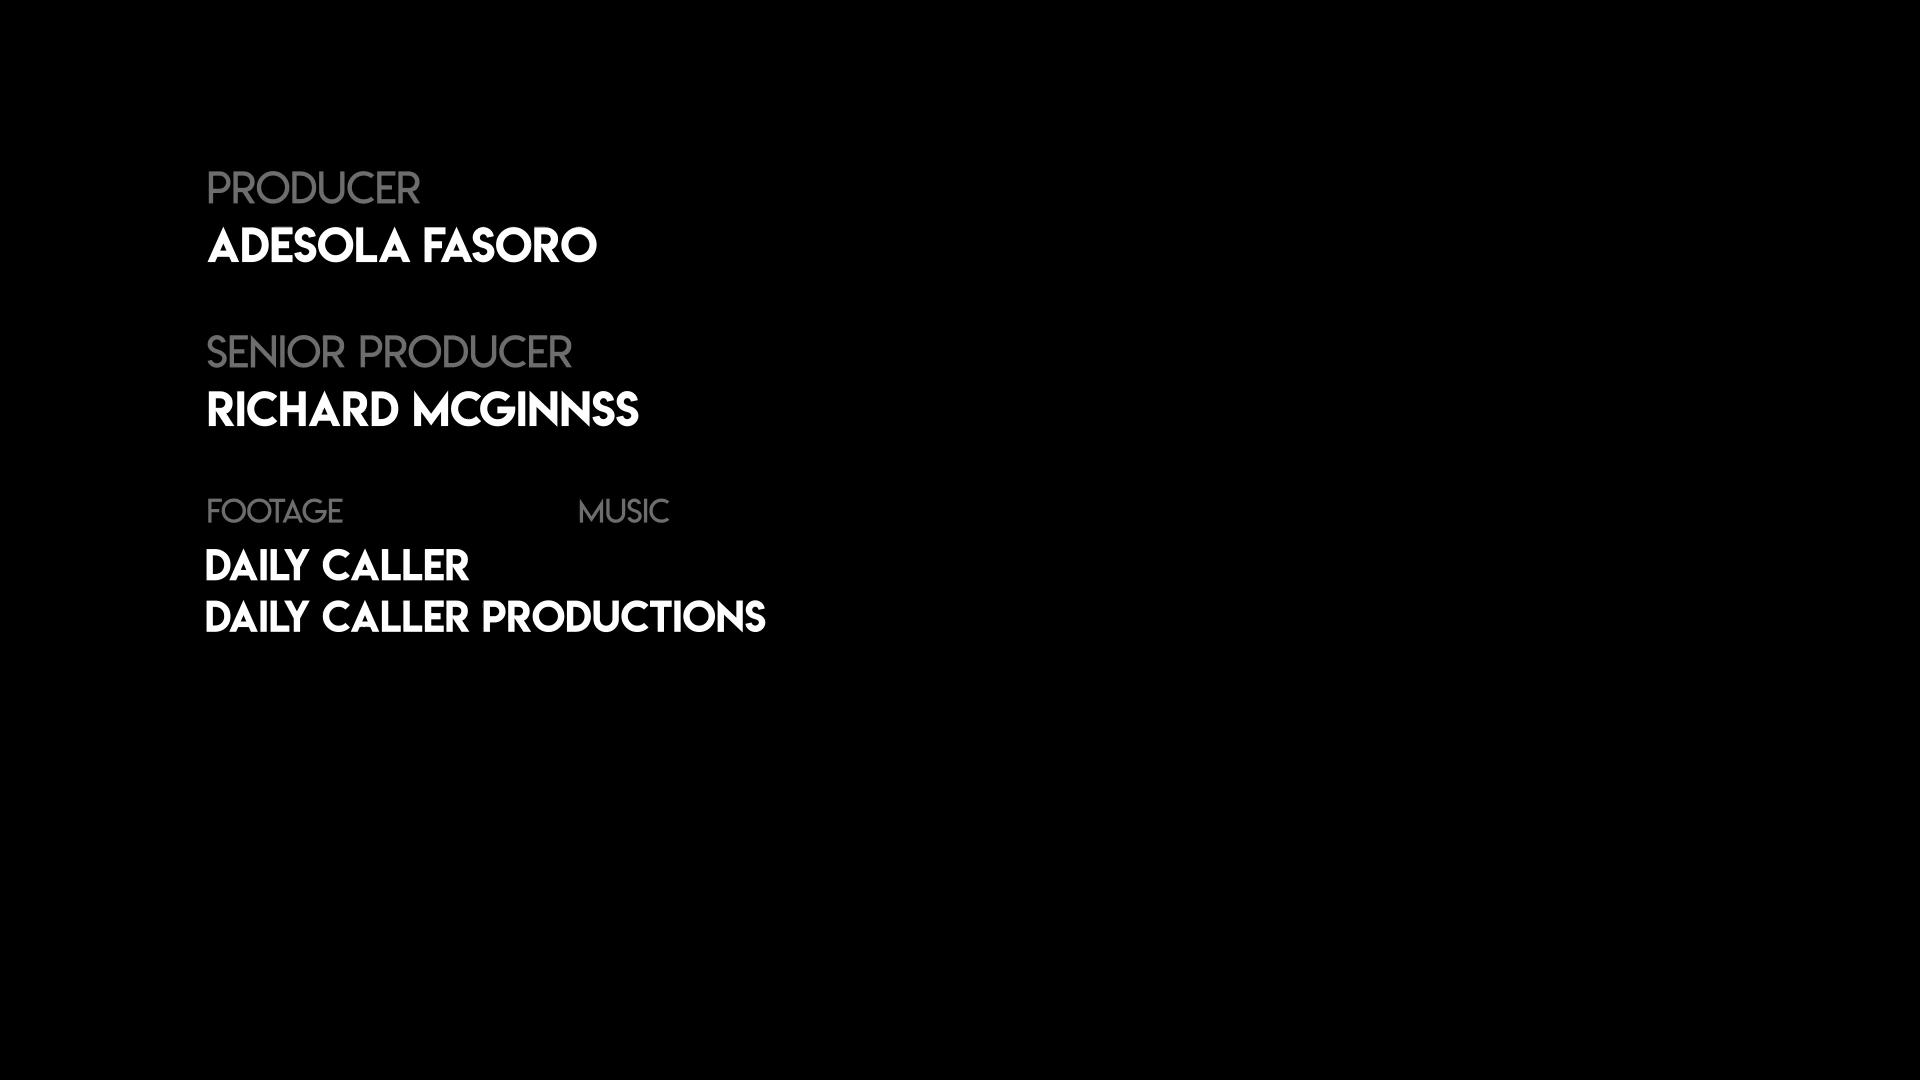 PRODUCER
ADESOLA FASORO
SENIOR PRODUCER
RICHARD MCGINNSS
FOOTAGE MUSIC
DAILY CALLER
DAILY CALLER PRODUCTIONS